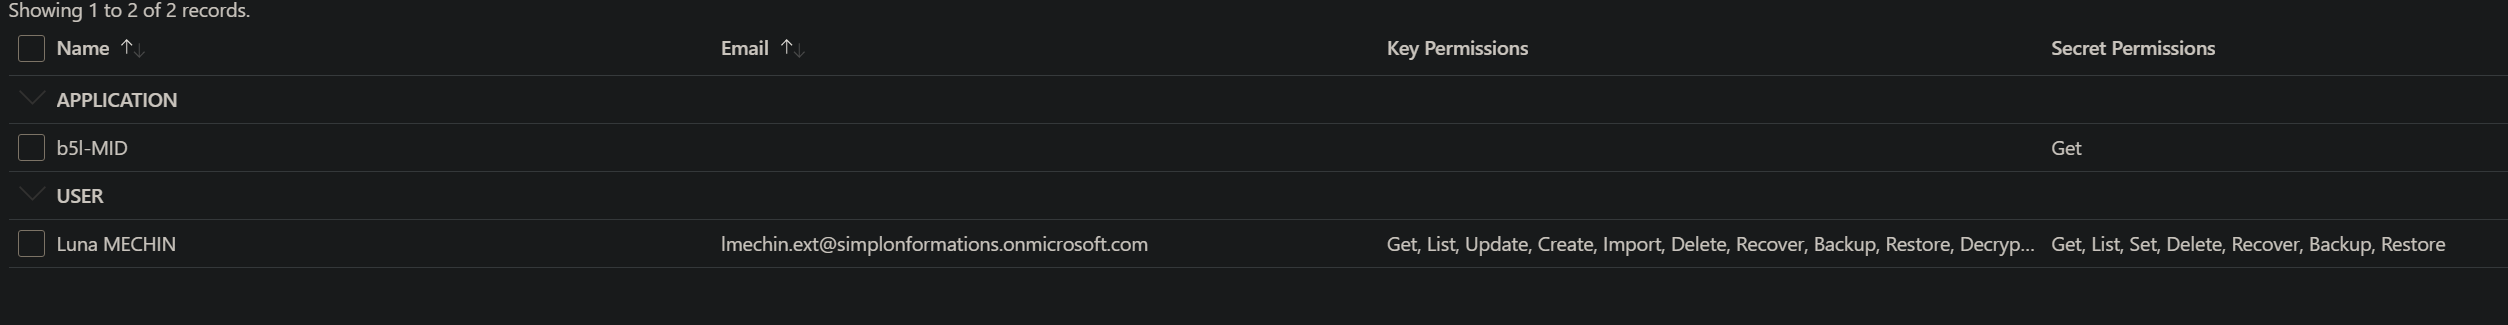 Showing 1 to 2 of 2 records.
Name ↑↓ Email ↑↓ Key Permissions Secret Permissions
APPLICATION
b5l-MID Get
USER
Luna MECHIN lmechin.ext@simplonformations.onmicrosoft.com Get, List, Update, Create, Import, Delete, Recover, Backup, Restore, Decryp... Get, List, Set, Delete, Recover, Backup, Restore